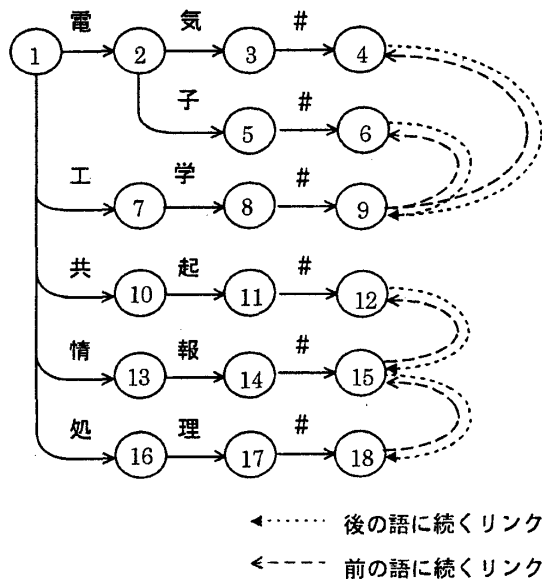 電 気 #
1 2 3 4
子 #
5 6
工 学 #
7 8 9
共 起 #
10 11 12
情 報 #
13 14 15
処 理 #
16 17 18
後の語に続くリンク
前の語に続くリンク